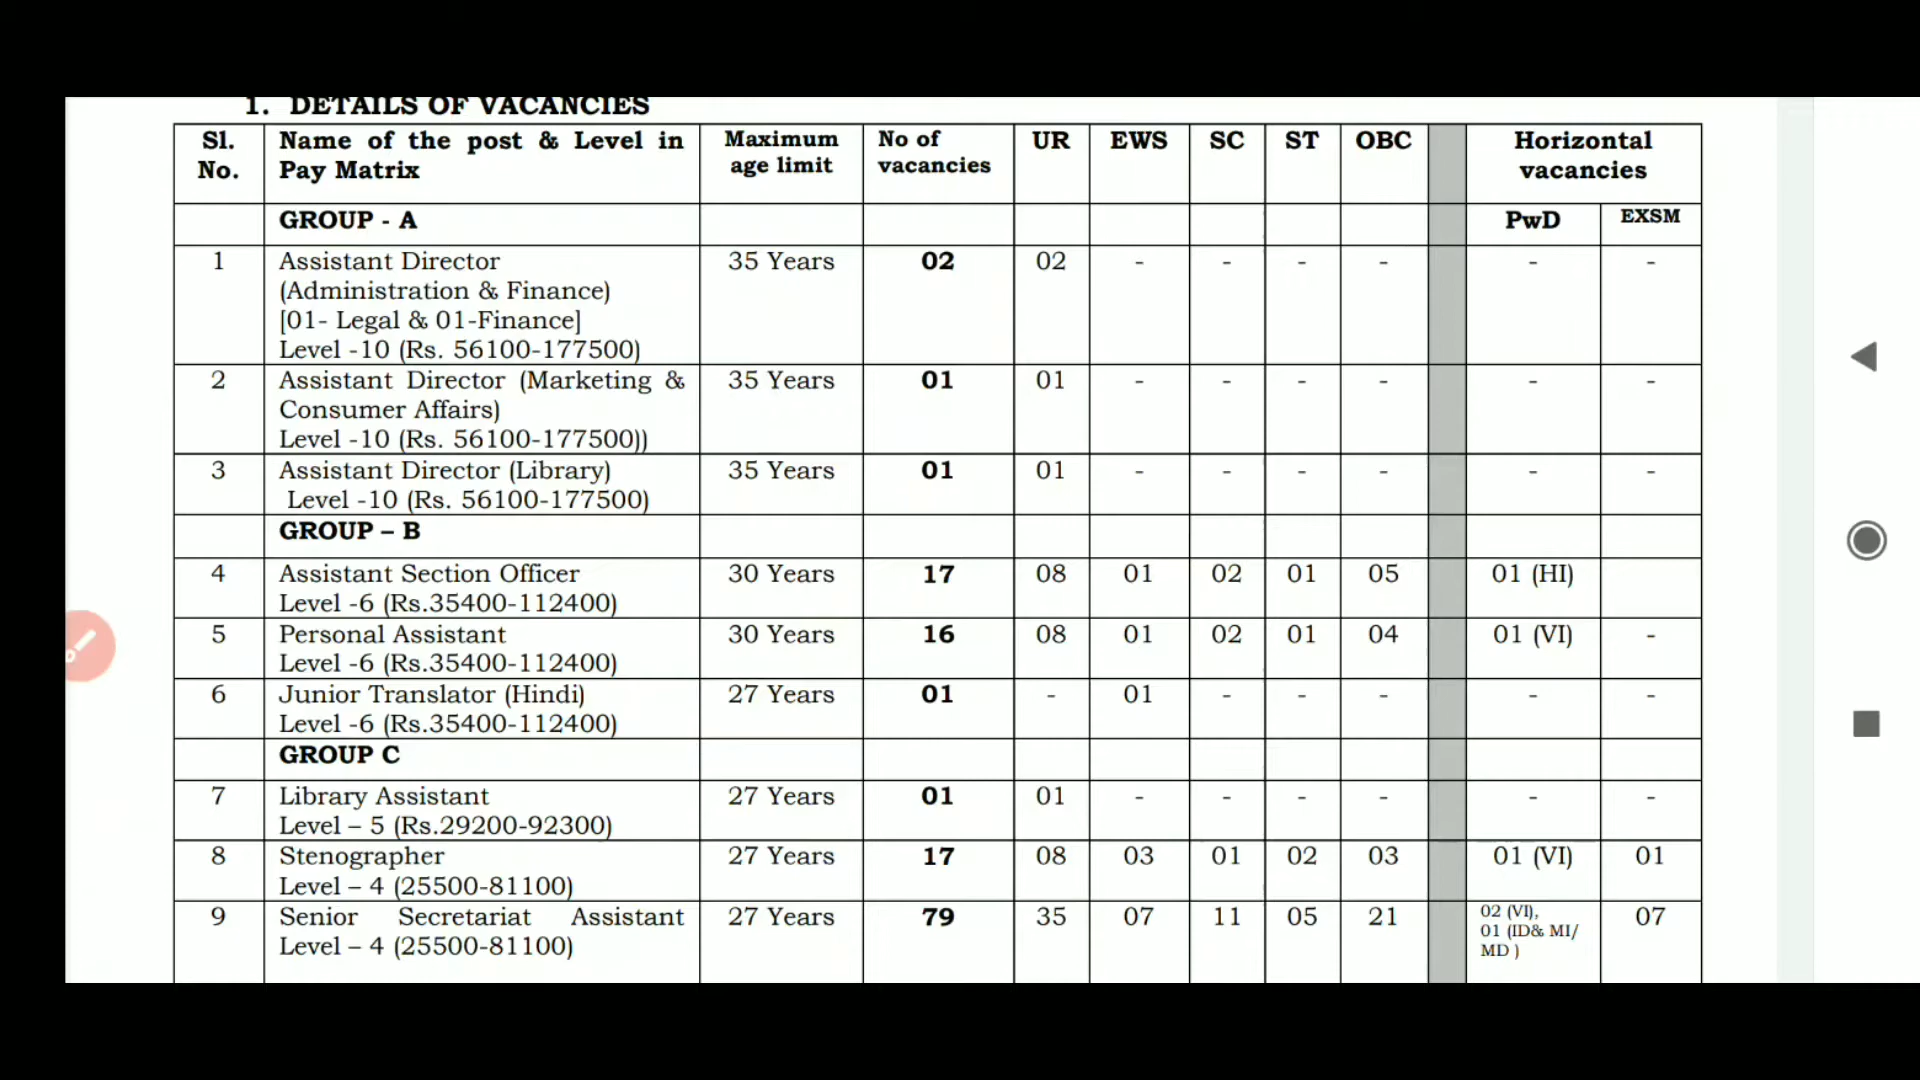 1. DETAILS OF VACANCIES
Sl. No. Name of the post & Level in Pay Matrix Maximum age limit No of vacancies UR EWS SC ST OBC Horizontal vacancies
GROUP - A PwD EXSM
1 Assistant Director 35 Years 02 02 - - - - - -
(Administration & Finance)
[01- Legal & 01-Finance]
Level -10 (Rs. 56100-177500)
2 Assistant Director (Marketing & 35 Years 01 01 - - - - - -
Consumer Affairs)
Level -10 (Rs. 56100-177500))
3 Assistant Director (Library) 35 Years 01 01 - - - - - -
Level -10 (Rs. 56100-177500)
GROUP – B
4 Assistant Section Officer 30 Years 17 08 01 02 01 05 01 (HI)
Level -6 (Rs.35400-112400)
5 Personal Assistant 30 Years 16 08 01 02 01 04 01 (VI) -
Level -6 (Rs.35400-112400)
6 Junior Translator (Hindi) 27 Years 01 - 01 - - - - -
Level -6 (Rs.35400-112400)
GROUP C
7 Library Assistant 27 Years 01 01 - - - - - -
Level – 5 (Rs.29200-92300)
8 Stenographer 27 Years 17 08 03 01 02 03 01 (VI) 01
Level – 4 (25500-81100)
9 Senior Secretariat Assistant 27 Years 79 35 07 11 05 21 02 (VI), 07
Level – 4 (25500-81100) 01 (ID& MI/
MD )